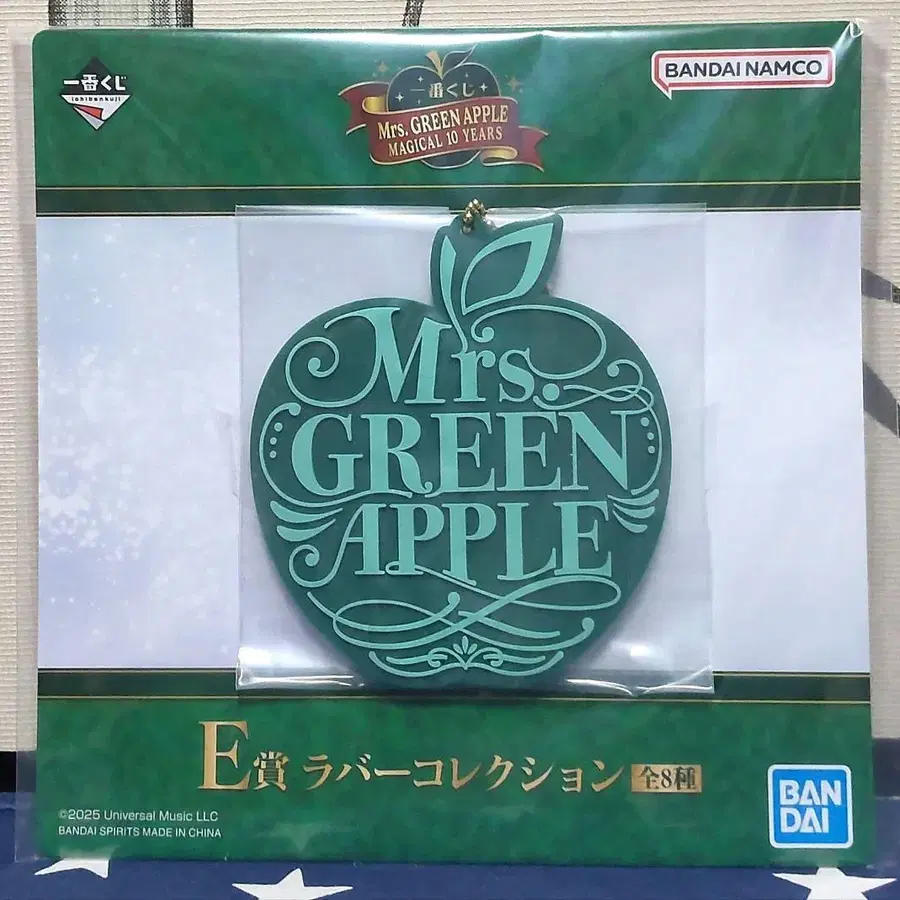 一番くじ
ichibankuji
一番くじ
Mrs. GREEN APPLE
MAGICAL 10 YEARS
BANDAI NAMCO
Mrs.
GREEN
APPLE
E賞 ラバーコレクション 全8種
©2025 Universal Music LLC
BANDAI SPIRITS MADE IN CHINA
BAN
DAI